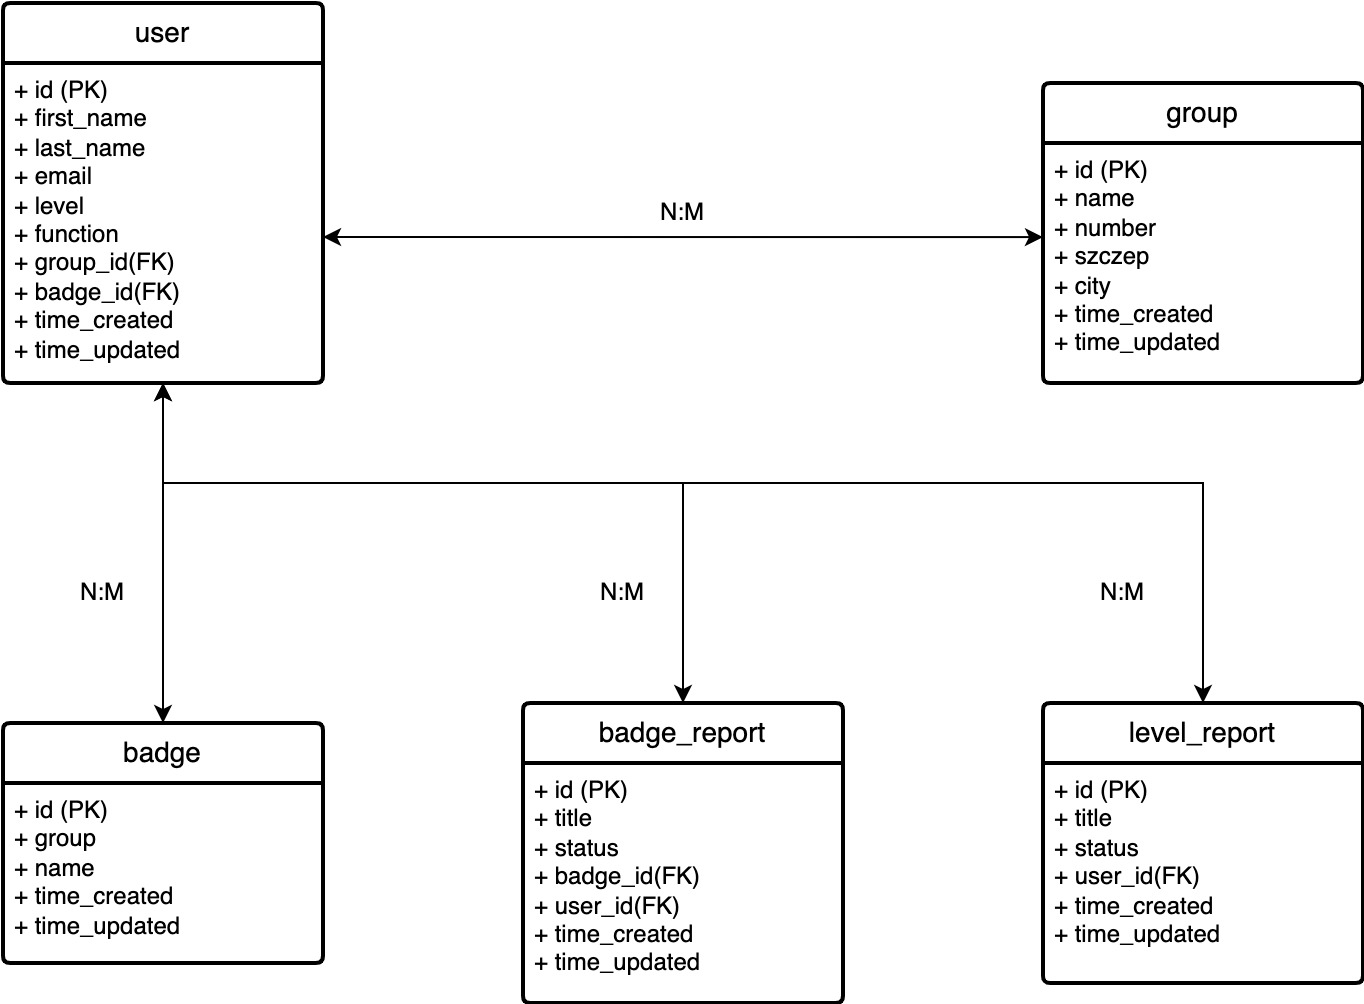 user
+ id (PK)
+ first_name
+ last_name
+ email
+ level
+ function
+ group_id(FK)
+ badge_id(FK)
+ time_created
+ time_updated
N:M
group
+ id (PK)
+ name
+ number
+ szczep
+ city
+ time_created
+ time_updated
N:M
N:M
N:M
badge
+ id (PK)
+ group
+ name
+ time_created
+ time_updated
badge_report
+ id (PK)
+ title
+ status
+ badge_id(FK)
+ user_id(FK)
+ time_created
+ time_updated
level_report
+ id (PK)
+ title
+ status
+ user_id(FK)
+ time_created
+ time_updated